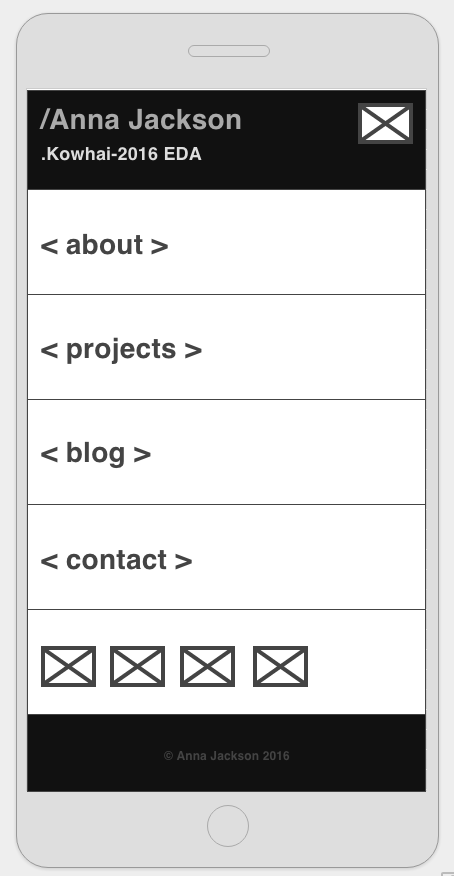 /Anna Jackson
.Kowhai-2016 EDA
< about >
< projects >
< blog >
< contact >
© Anna Jackson 2016